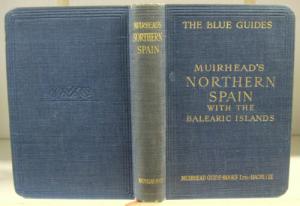 MUIRHEAD'S
NORTHERN
SPAIN
THE BLUE GUIDES
MUIRHEAD'S
NORTHERN
SPAIN
WITH THE
BALEARIC ISLANDS
MUIRHEAD GUIDE-BOOKS LTD